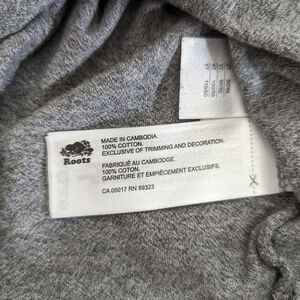 Roots
MADE IN CAMBODIA.
100% COTTON.
EXCLUSIVE OF TRIMMING AND DECORATION.
FABRIQUÉ AU CAMBODGE.
100% COTON.
GARNITURE ET EMPIÈCEMENT EXCLUSIFS.
CA 05017 RN 89323